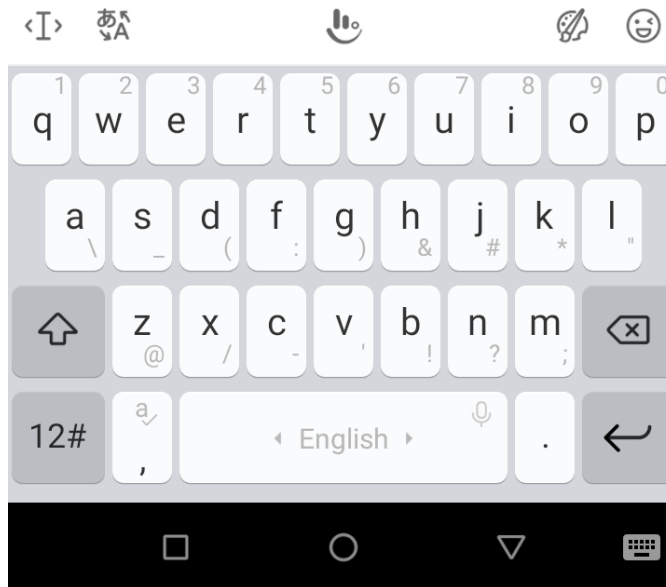 あA
1 2 3 4 5 6 7 8 9 0
q w e r t y u i o p
a s d f g h j k l
\ _ ( : ) & # * "
z x c v b n m
@ / - ' ! ? ;
12# a , English .